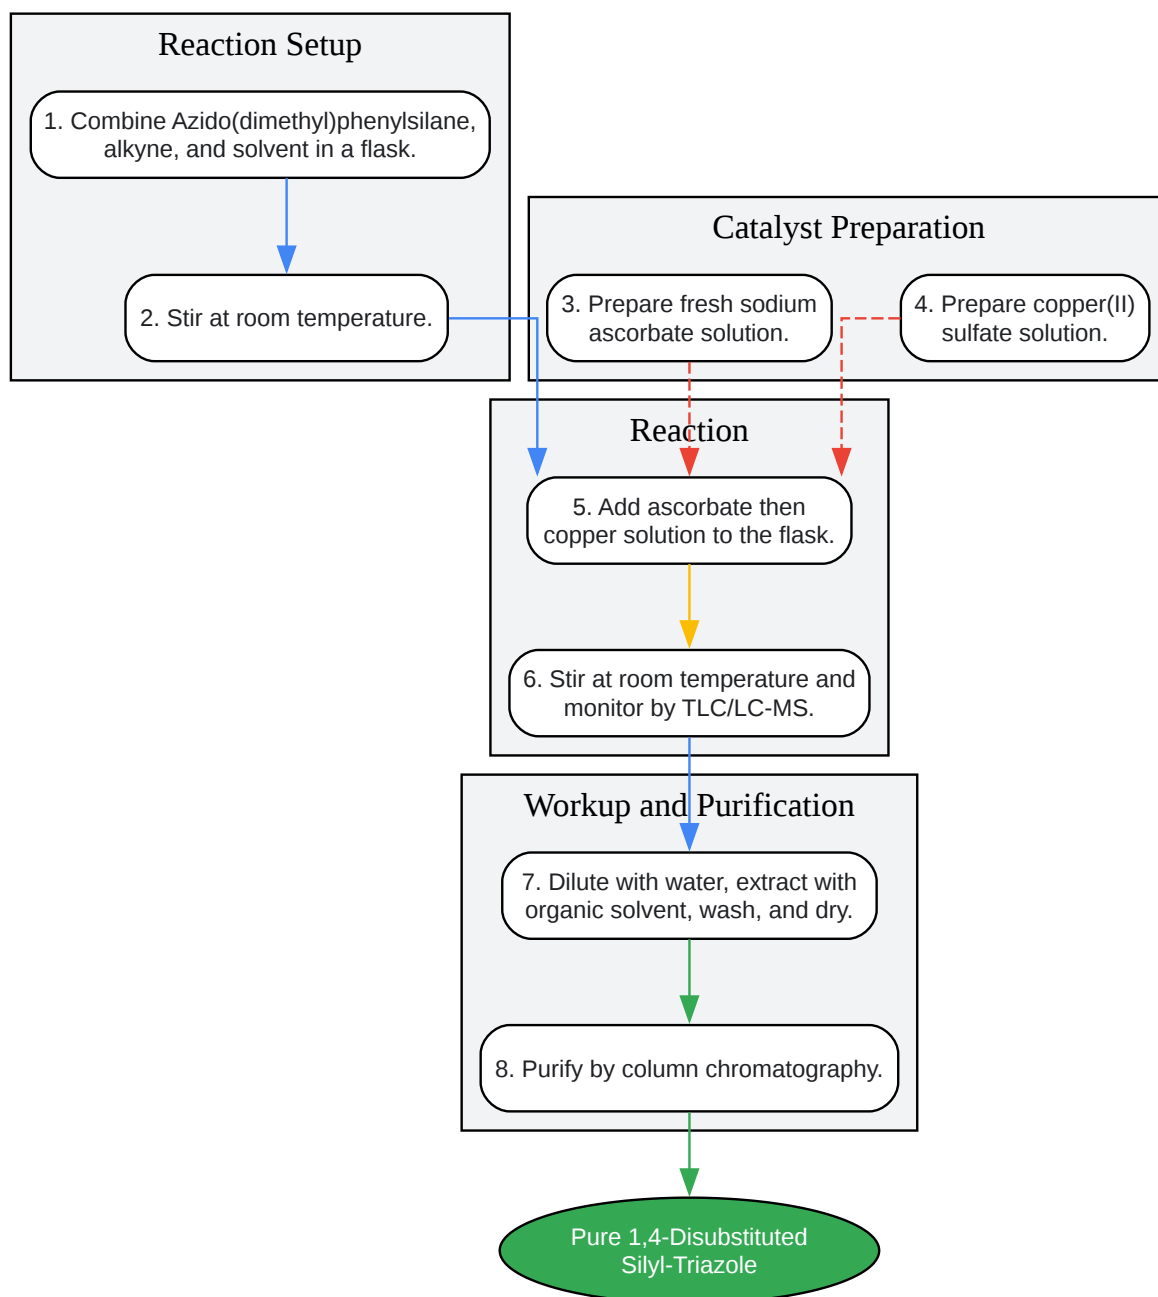 Reaction Setup
1. Combine Azido(dimethyl)phenylsilane,
alkyne, and solvent in a flask.
2. Stir at room temperature.
Catalyst Preparation
3. Prepare fresh sodium
ascorbate solution.
4. Prepare copper(II)
sulfate solution.
Reaction
5. Add ascorbate then
copper solution to the flask.
6. Stir at room temperature and
monitor by TLC/LC-MS.
Workup and Purification
7. Dilute with water, extract with
organic solvent, wash, and dry.
8. Purify by column chromatography.
Pure 1,4-Disubstituted
Silyl-Triazole